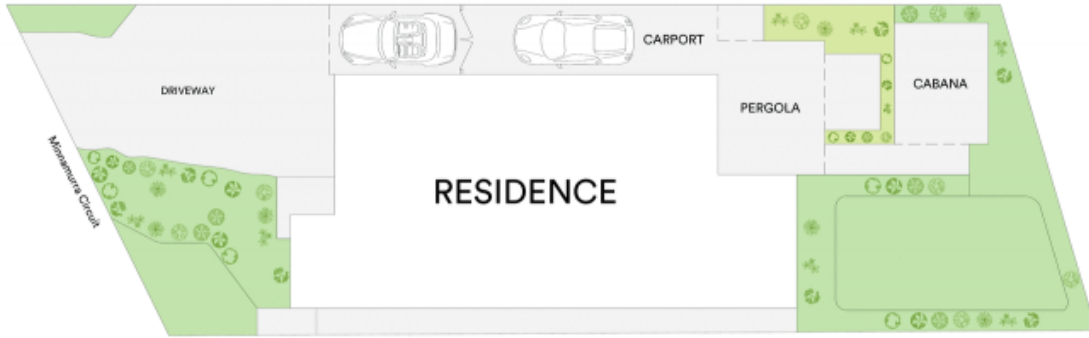 CARPORT
DRIVEWAY
PERGOLA
CABANA
Minnamurra Circuit
RESIDENCE